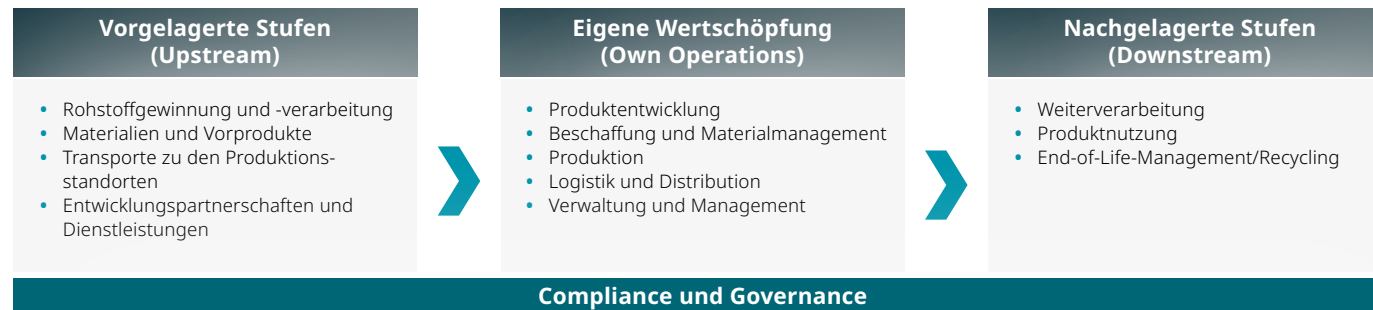 Vorgelagerte Stufen
(Upstream)
• Rohstoffgewinnung und -verarbeitung
• Materialien und Vorprodukte
• Transporte zu den Produktions-
standorten
• Entwicklungspartnerschaften und
Dienstleistungen
Eigene Wertschöpfung
(Own Operations)
• Produktentwicklung
• Beschaffung und Materialmanagement
• Produktion
• Logistik und Distribution
• Verwaltung und Management
Nachgelagerte Stufen
(Downstream)
• Weiterverarbeitung
• Produktnutzung
• End-of-Life-Management/Recycling
Compliance und Governance